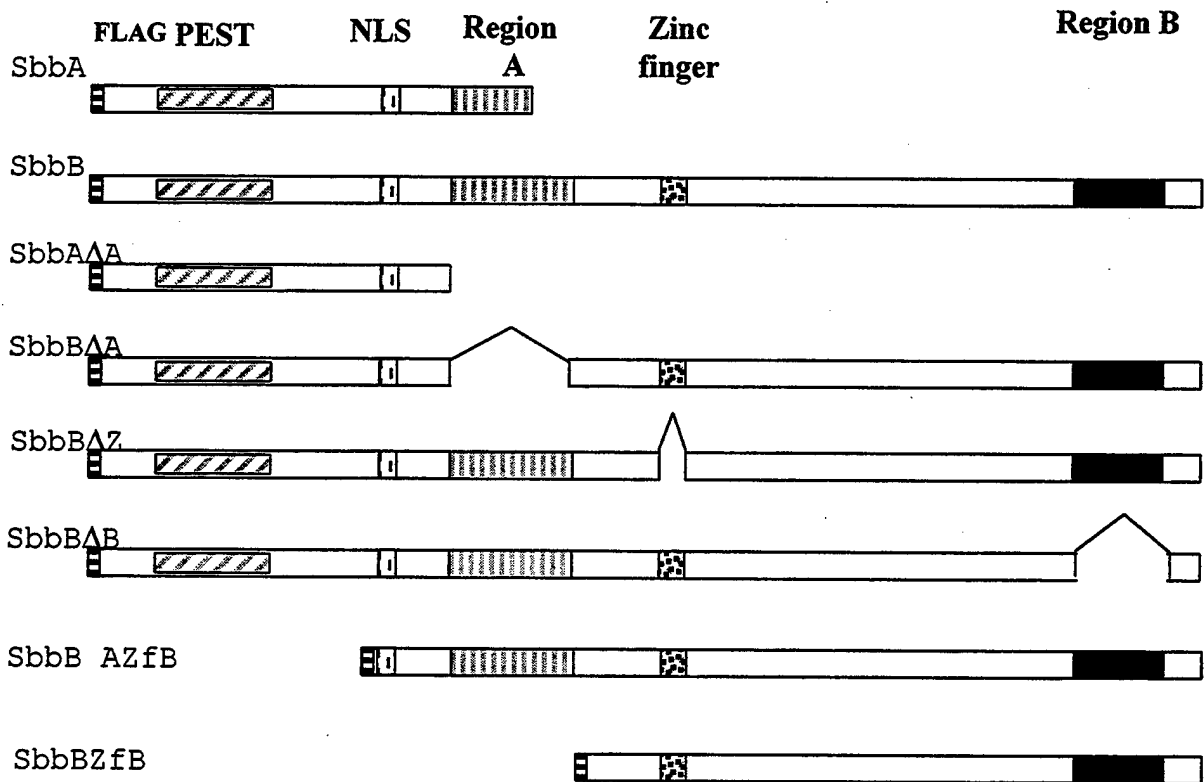 FLAG PEST NLS Region A Zinc finger Region B
SbbA
SbbB
SbbAΔA
SbbBΔA
SbbBΔZ
SbbBΔB
SbbB AZfB
SbbBZfB